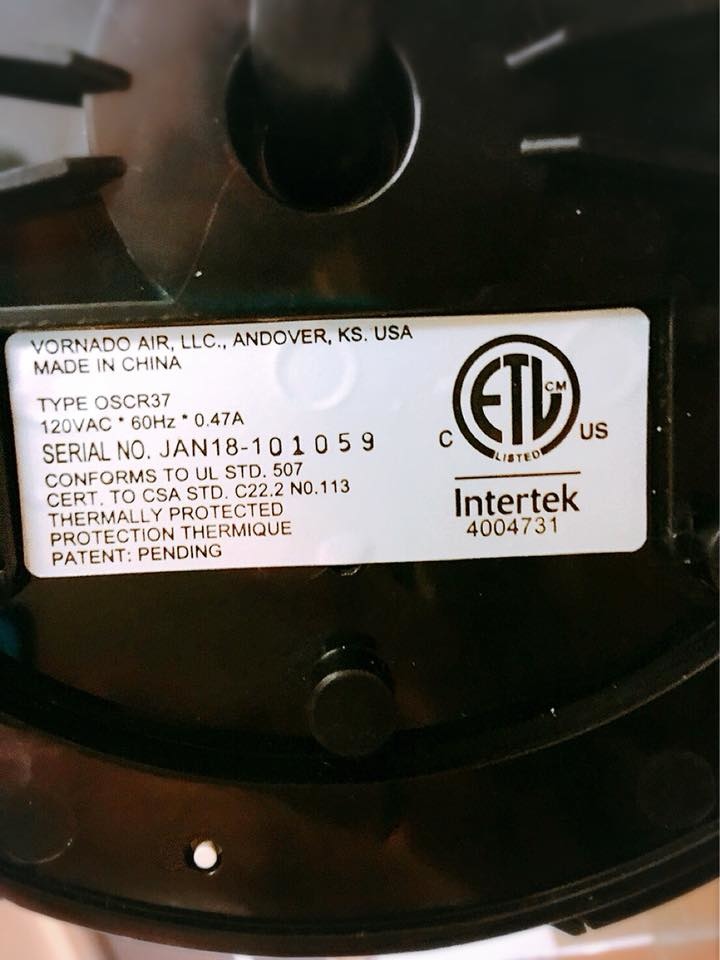 VORNADO AIR, LLC., ANDOVER, KS. USA
MADE IN CHINA
TYPE OSCR37
120VAC * 60Hz * 0.47A
SERIAL NO. JAN18-101059
CONFORMS TO UL STD. 507
CERT. TO CSA STD. C22.2 N0.113
THERMALLY PROTECTED
PROTECTION THERMIQUE
PATENT: PENDING
ETL CM
C US
LISTED
Intertek
4004731